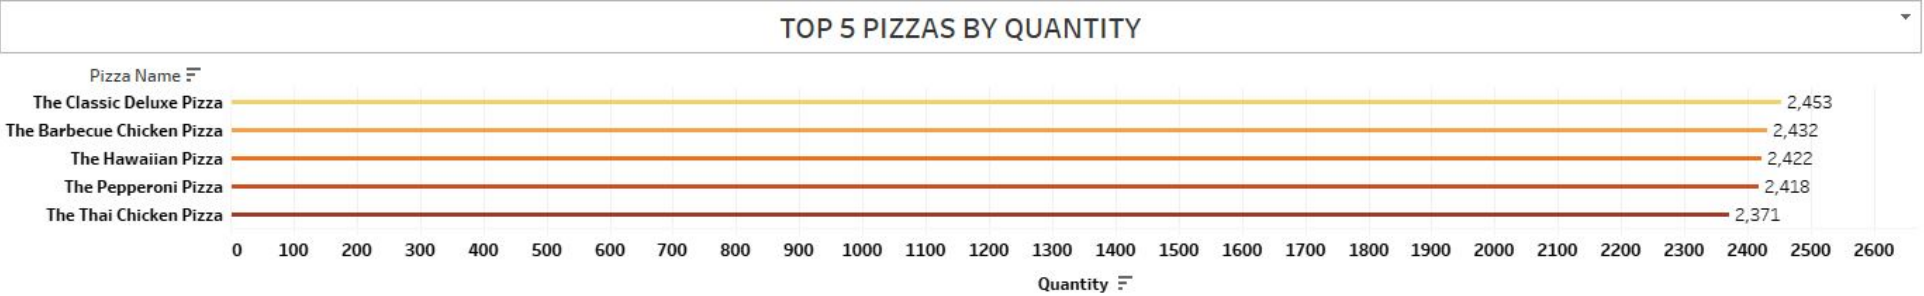 TOP 5 PIZZAS BY QUANTITY
Pizza Name
The Classic Deluxe Pizza 2,453
The Barbecue Chicken Pizza 2,432
The Hawaiian Pizza 2,422
The Pepperoni Pizza 2,418
The Thai Chicken Pizza 2,371
0 100 200 300 400 500 600 700 800 900 1000 1100 1200 1300 1400 1500 1600 1700 1800 1900 2000 2100 2200 2300 2400 2500 2600
Quantity